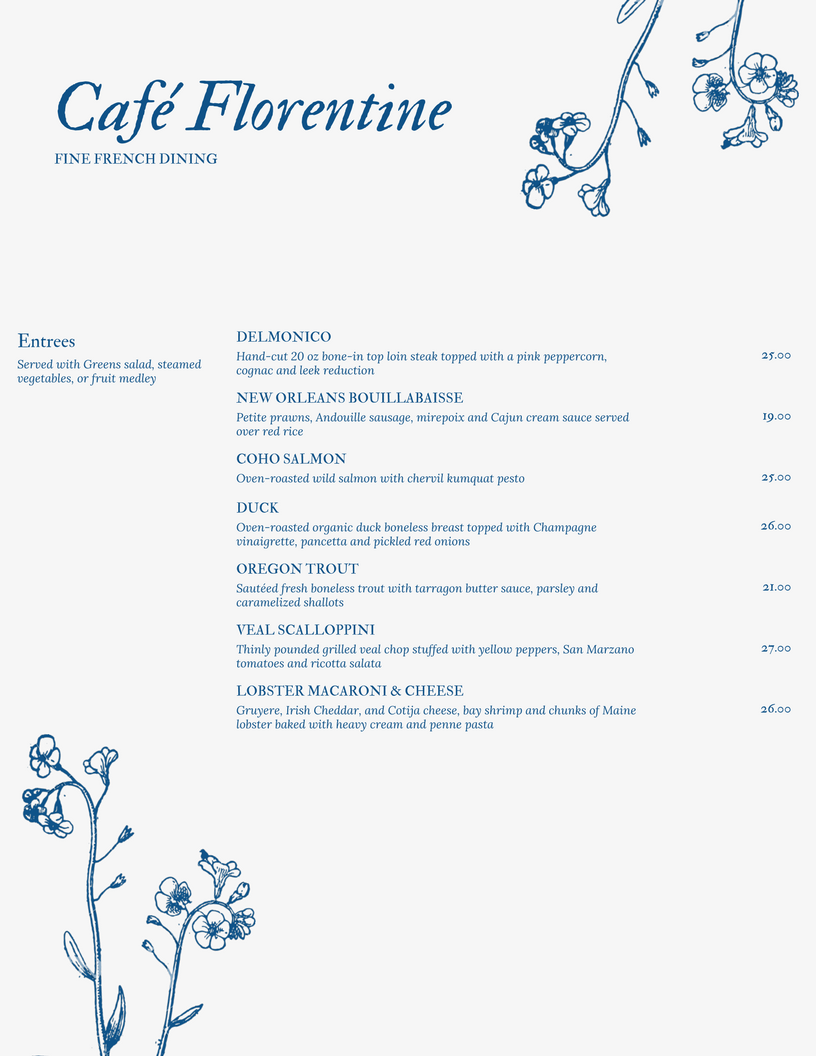 Café Florentine
FINE FRENCH DINING
Entrees
Served with Greens salad, steamed
vegetables, or fruit medley
DELMONICO
Hand-cut 20 oz bone-in top loin steak topped with a pink peppercorn,
cognac and leek reduction
25.00
NEW ORLEANS BOUILLABAISSE
Petite prawns, Andouille sausage, mirepoix and Cajun cream sauce served
over red rice
19.00
COHO SALMON
Oven-roasted wild salmon with chervil kumquat pesto
25.00
DUCK
Oven-roasted organic duck boneless breast topped with Champagne
vinaigrette, pancetta and pickled red onions
26.00
OREGON TROUT
Sautéed fresh boneless trout with tarragon butter sauce, parsley and
caramelized shallots
21.00
VEAL SCALLOPPINI
Thinly pounded grilled veal chop stuffed with yellow peppers, San Marzano
tomatoes and ricotta salata
27.00
LOBSTER MACARONI & CHEESE
Gruyere, Irish Cheddar, and Cotija cheese, bay shrimp and chunks of Maine
lobster baked with heavy cream and penne pasta
26.00